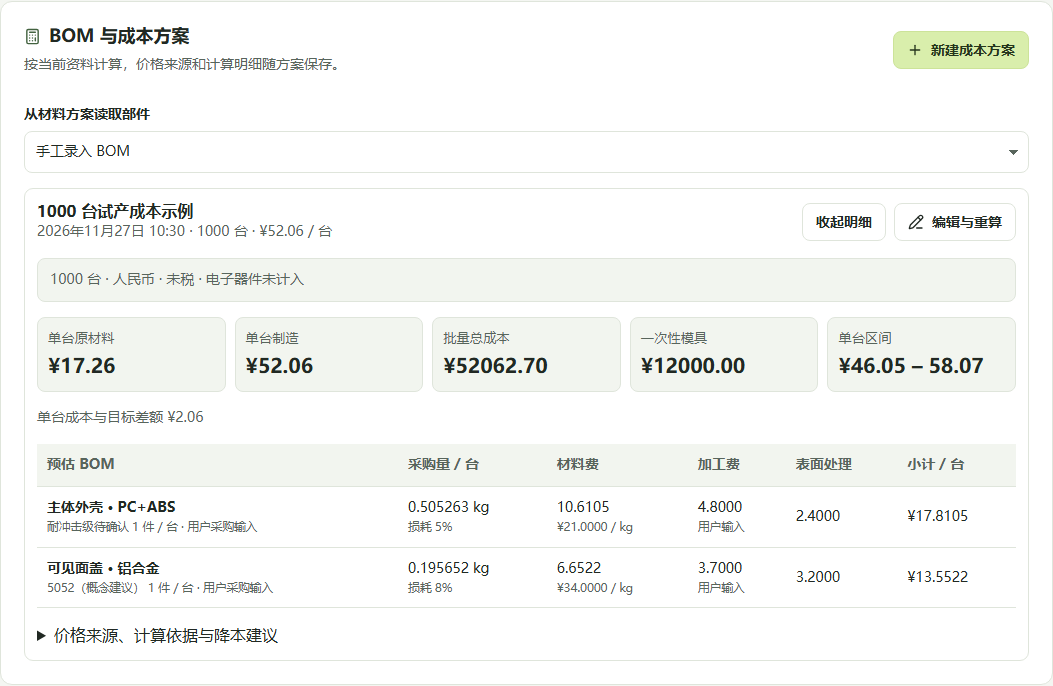 BOM 与成本方案
按当前资料计算，价格来源和计算明细随方案保存。
＋ 新建成本方案
从材料方案读取部件
手工录入 BOM
1000 台试产成本示例
2026年11月27日 10:30 · 1000 台 · ¥52.06 / 台
收起明细
编辑与重算
1000 台 · 人民币 · 未税 · 电子器件未计入
单台原材料
¥17.26
单台制造
¥52.06
批量总成本
¥52062.70
一次性模具
¥12000.00
单台区间
¥46.05 – 58.07
单台成本与目标差额 ¥2.06
预估 BOM 采购量 / 台 材料费 加工费 表面处理 小计 / 台
主体外壳 • PC+ABS 0.505263 kg 10.6105 4.8000 2.4000 ¥17.8105
耐冲击级待确认 1 件 / 台 · 用户采购输入 损耗 5% ¥21.0000 / kg 用户输入
可见面盖 • 铝合金 0.195652 kg 6.6522 3.7000 3.2000 ¥13.5522
5052（概念建议） 1 件 / 台 · 用户采购输入 损耗 8% ¥34.0000 / kg 用户输入
▶ 价格来源、计算依据与降本建议